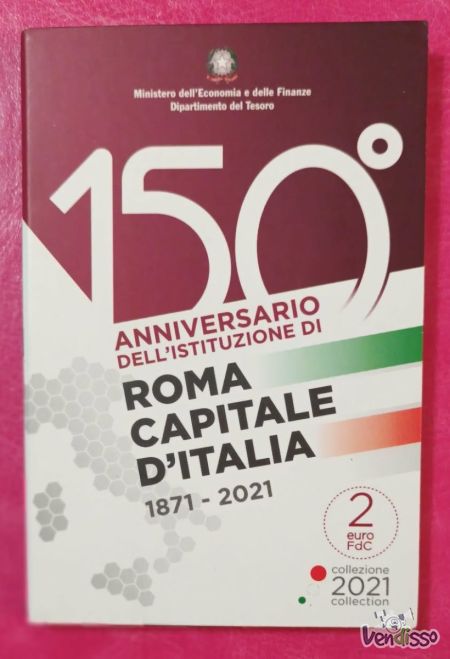 Ministero dell'Economia e delle Finanze
Dipartimento del Tesoro
150°
ANNIVERSARIO
DELL'ISTITUZIONE DI
ROMA
CAPITALE
D'ITALIA
1871 - 2021
2
euro
FdC
collezione
2021
collection
Vendisso